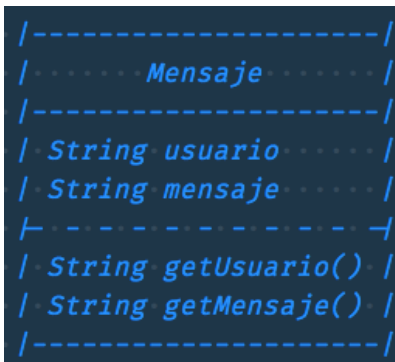 |---------------------|
|       Mensaje       |
|---------------------|
| String usuario      |
| String mensaje      |
|- - - - - - - - - - -|
| String getUsuario() |
| String getMensaje() |
|---------------------|